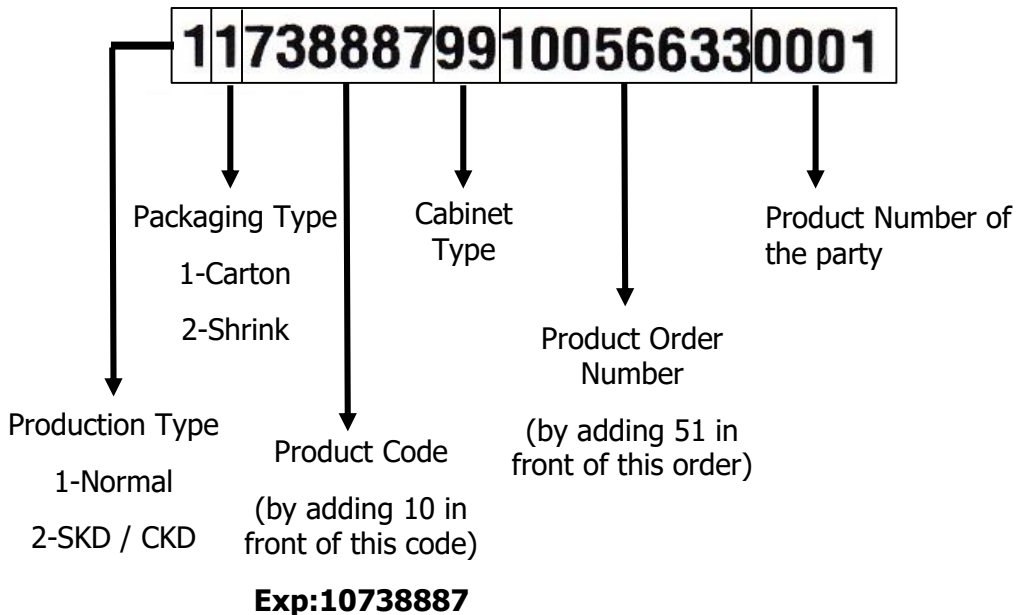 1173888799100566330001
Packaging Type
1-Carton
2-Shrink
Cabinet
Type
Product Number of
the party
Product Order
Number
(by adding 51 in
front of this order)
Production Type
1-Normal
2-SKD / CKD
Product Code
(by adding 10 in
front of this code)
Exp:10738887